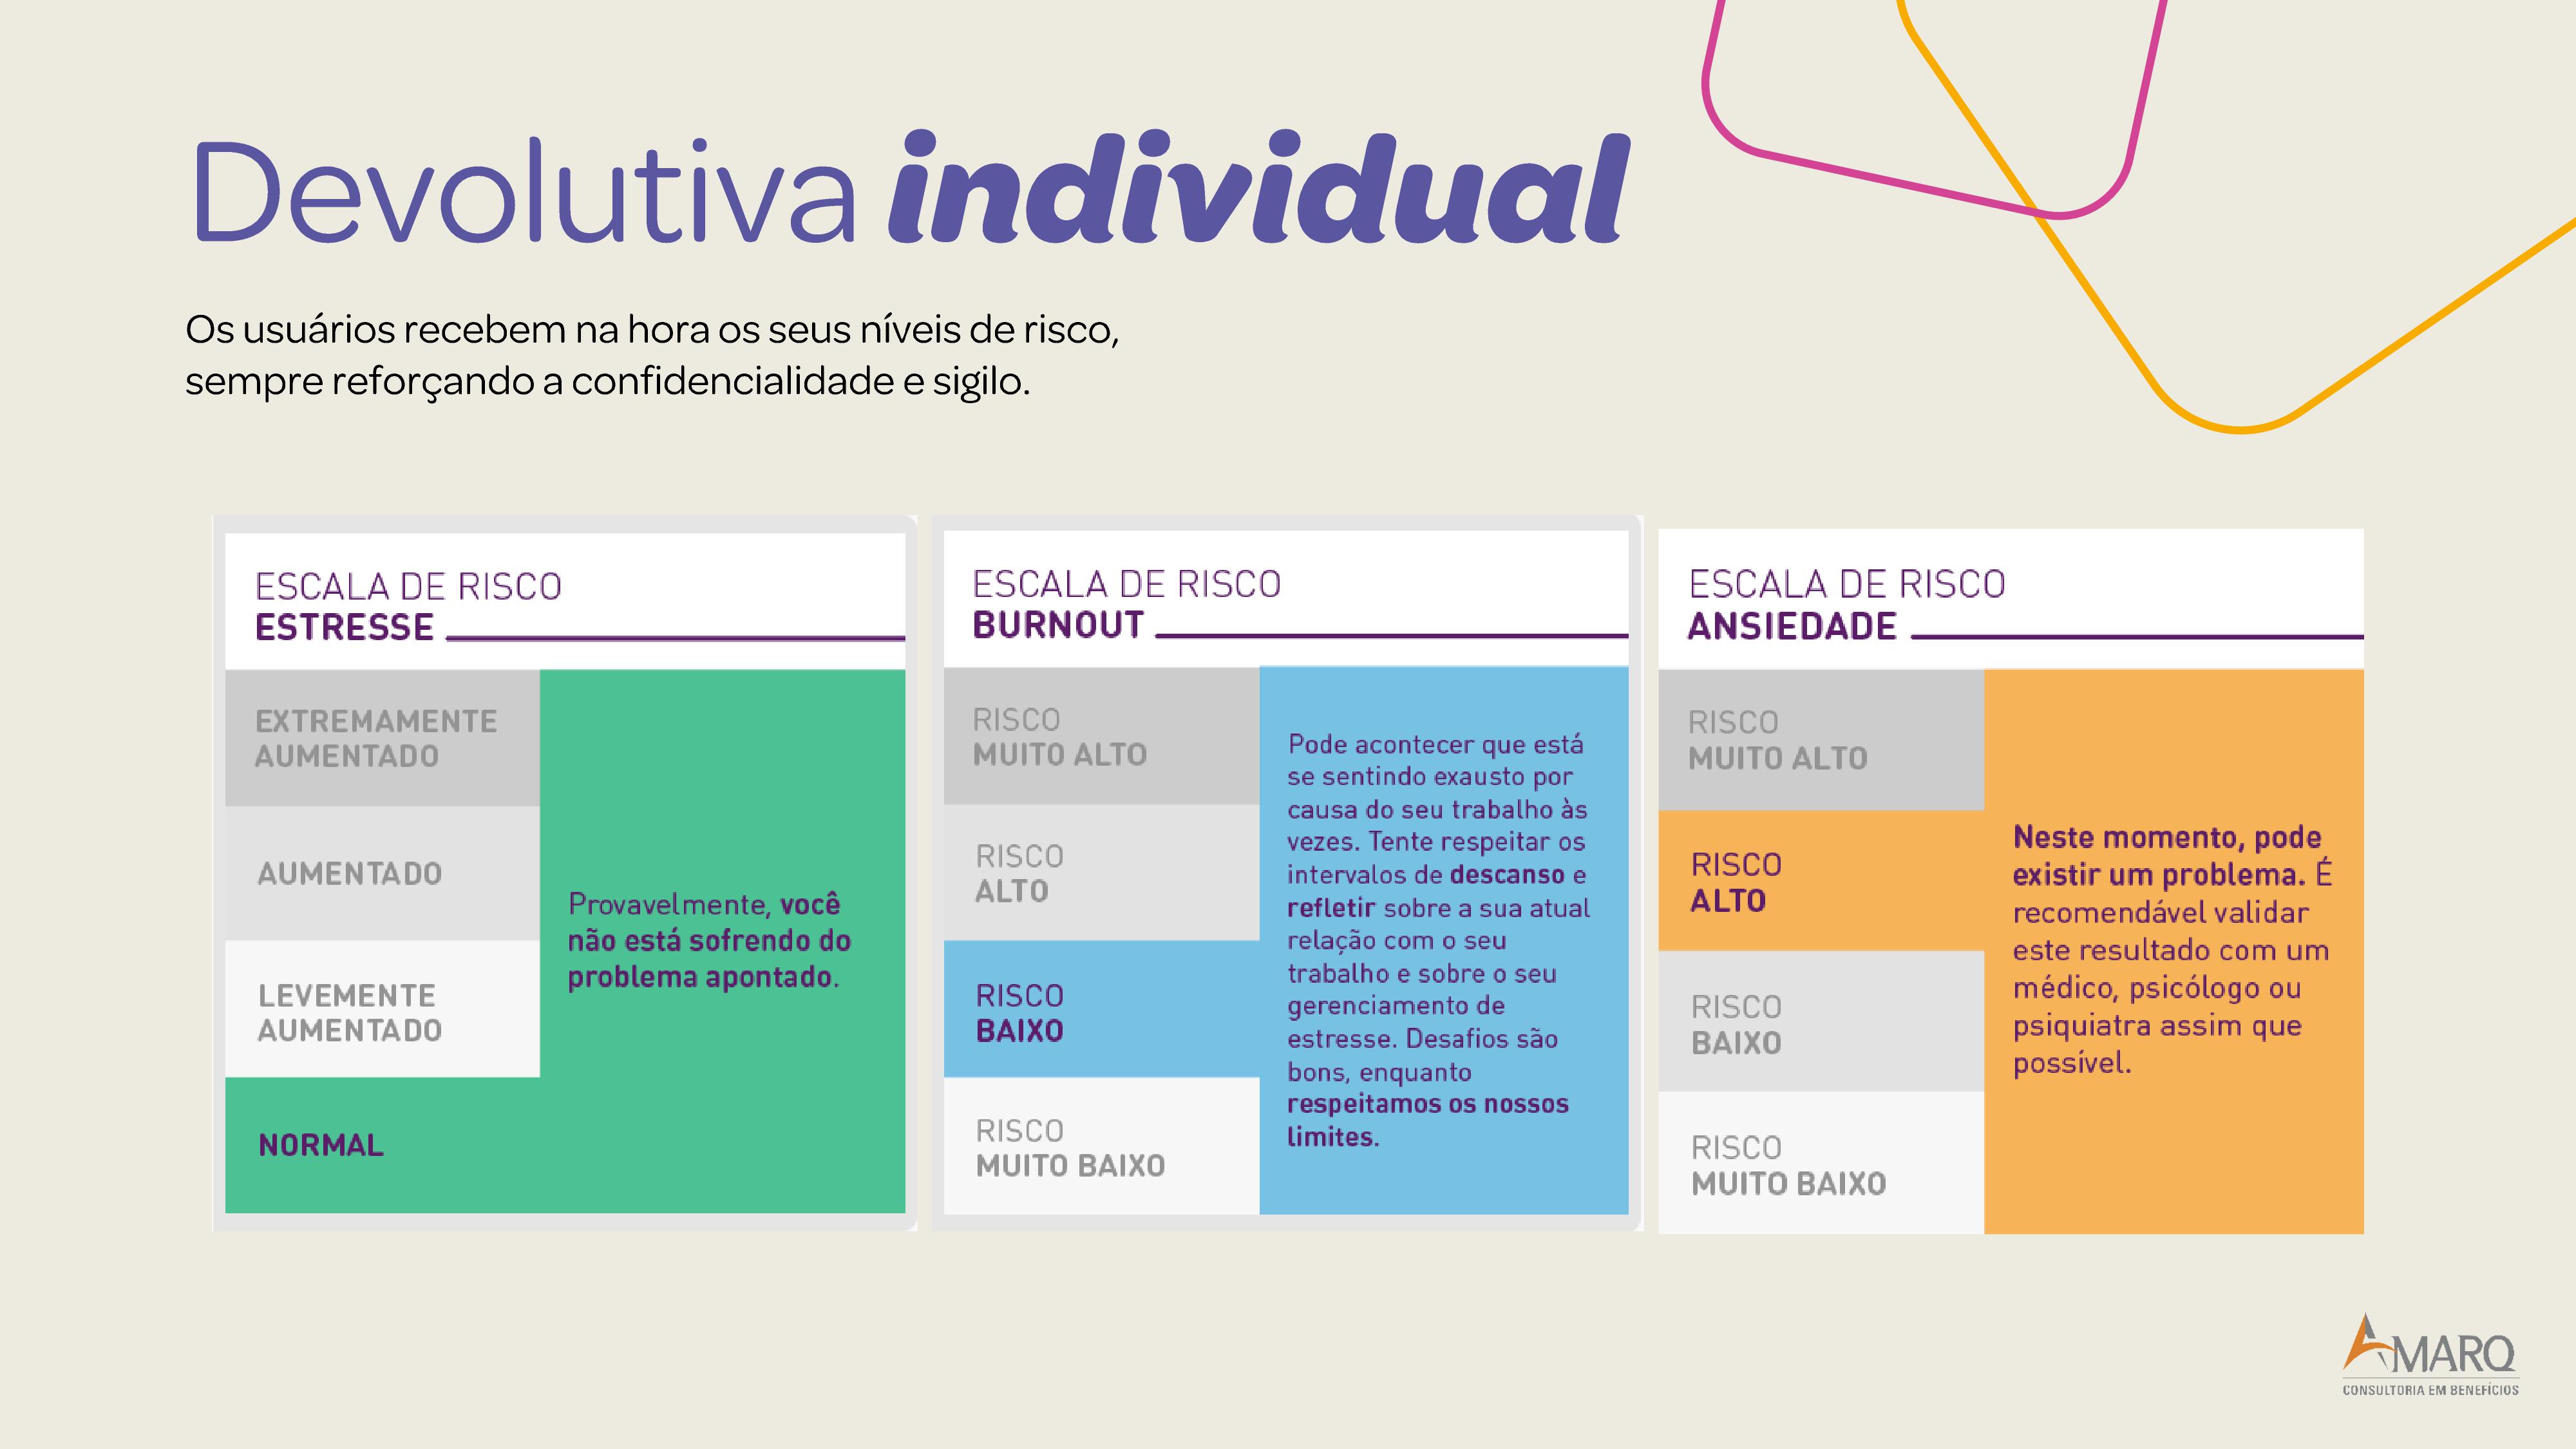 Devolutiva individual
Os usuários recebem na hora os seus níveis de risco,
sempre reforçando a confidencialidade e sigilo.
ESCALA DE RISCO
ESTRESSE
EXTREMAMENTE
AUMENTADO
AUMENTADO
LEVEMENTE
AUMENTADO
NORMAL
Provavelmente, você
não está sofrendo do
problema apontado.
ESCALA DE RISCO
BURNOUT
RISCO
MUITO ALTO
RISCO
ALTO
RISCO
BAIXO
RISCO
MUITO BAIXO
Pode acontecer que está
se sentindo exausto por
causa do seu trabalho às
vezes. Tente respeitar os
intervalos de descanso e
refletir sobre a sua atual
relação com o seu
trabalho e sobre o seu
gerenciamento de
estresse. Desafios são
bons, enquanto
respeitamos os nossos
limites.
ESCALA DE RISCO
ANSIEDADE
RISCO
MUITO ALTO
RISCO
ALTO
RISCO
BAIXO
RISCO
MUITO BAIXO
Neste momento, pode
existir um problema. É
recomendável validar
este resultado com um
médico, psicólogo ou
psiquiatra assim que
possível.
AMARQ
CONSULTORIA EM BENEFÍCIOS